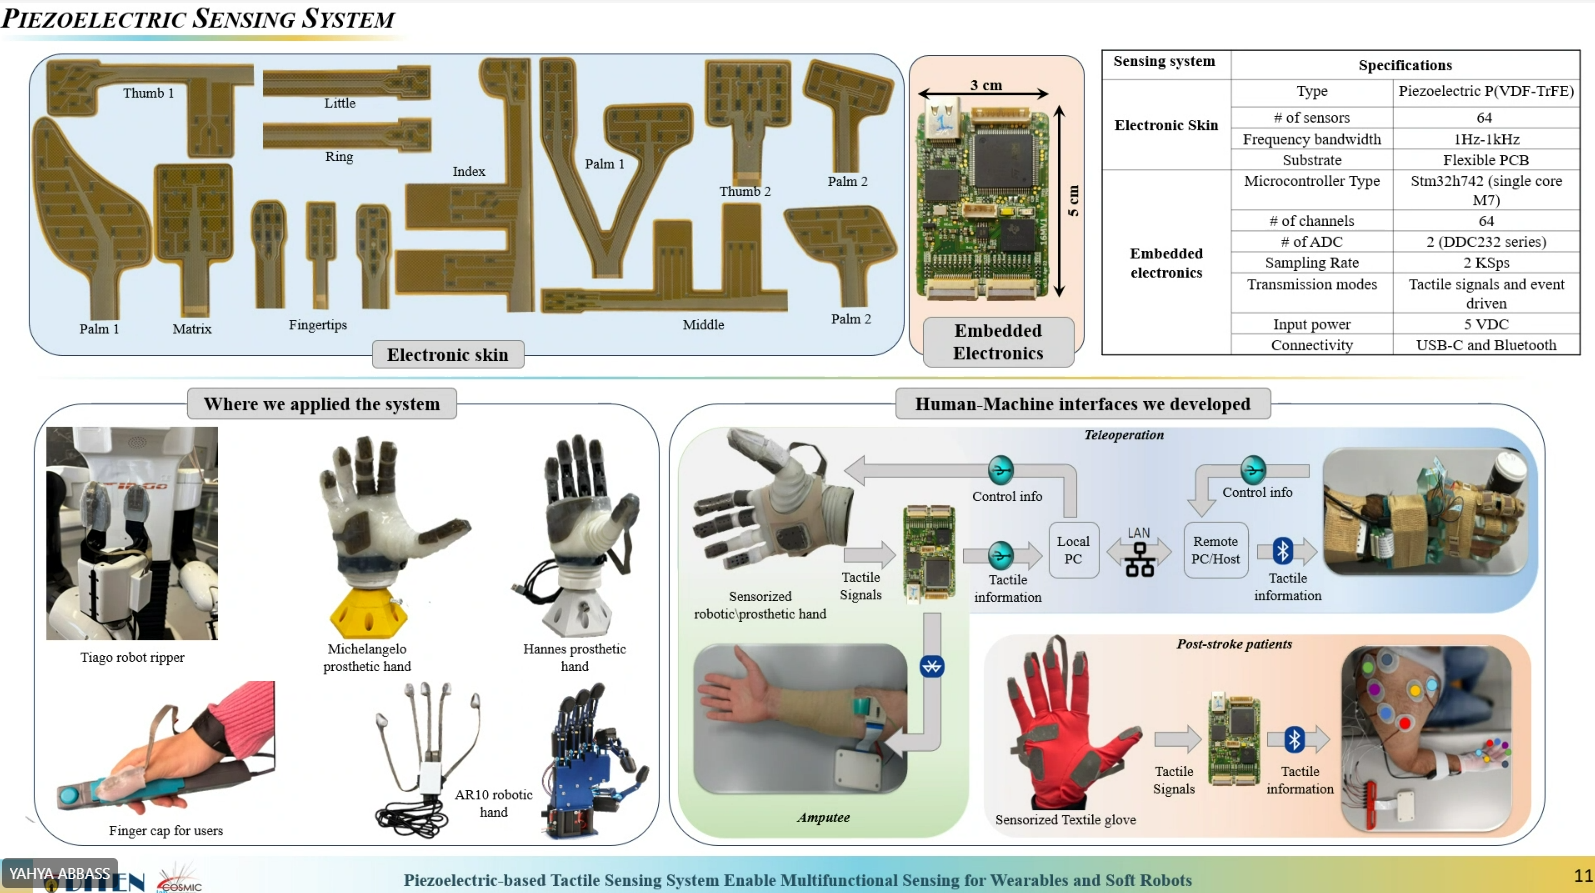 PIEZOELECTRIC SENSING SYSTEM
Thumb 1
Little
Ring
Index
Palm 1
Thumb 2
Palm 2
Palm 1
Matrix
Fingertips
Middle
Palm 2
Electronic skin
3 cm
5 cm
Embedded
Electronics
Sensing system
Specifications
Electronic Skin
Type
Piezoelectric P(VDF-TrFE)
# of sensors
64
Frequency bandwidth
1Hz-1kHz
Substrate
Flexible PCB
Embedded
electronics
Microcontroller Type
Stm32h742 (single core
M7)
# of channels
64
# of ADC
2 (DDC232 series)
Sampling Rate
2 KSps
Transmission modes
Tactile signals and event
driven
Input power
5 VDC
Connectivity
USB-C and Bluetooth
Where we applied the system
Tiago robot ripper
Michelangelo
prosthetic hand
Hannes prosthetic
hand
Finger cap for users
AR10 robotic
hand
Human-Machine interfaces we developed
Teleoperation
Control info
Control info
Sensorized
robotic\prosthetic hand
Tactile
Signals
Tactile
information
Local
PC
LAN
Remote
PC/Host
Tactile
information
Amputee
Post-stroke patients
Sensorized Textile glove
Tactile
Signals
Tactile
information
YAHYA ABBASS
COSMIC
Piezoelectric-based Tactile Sensing System Enable Multifunctional Sensing for Wearables and Soft Robots
11